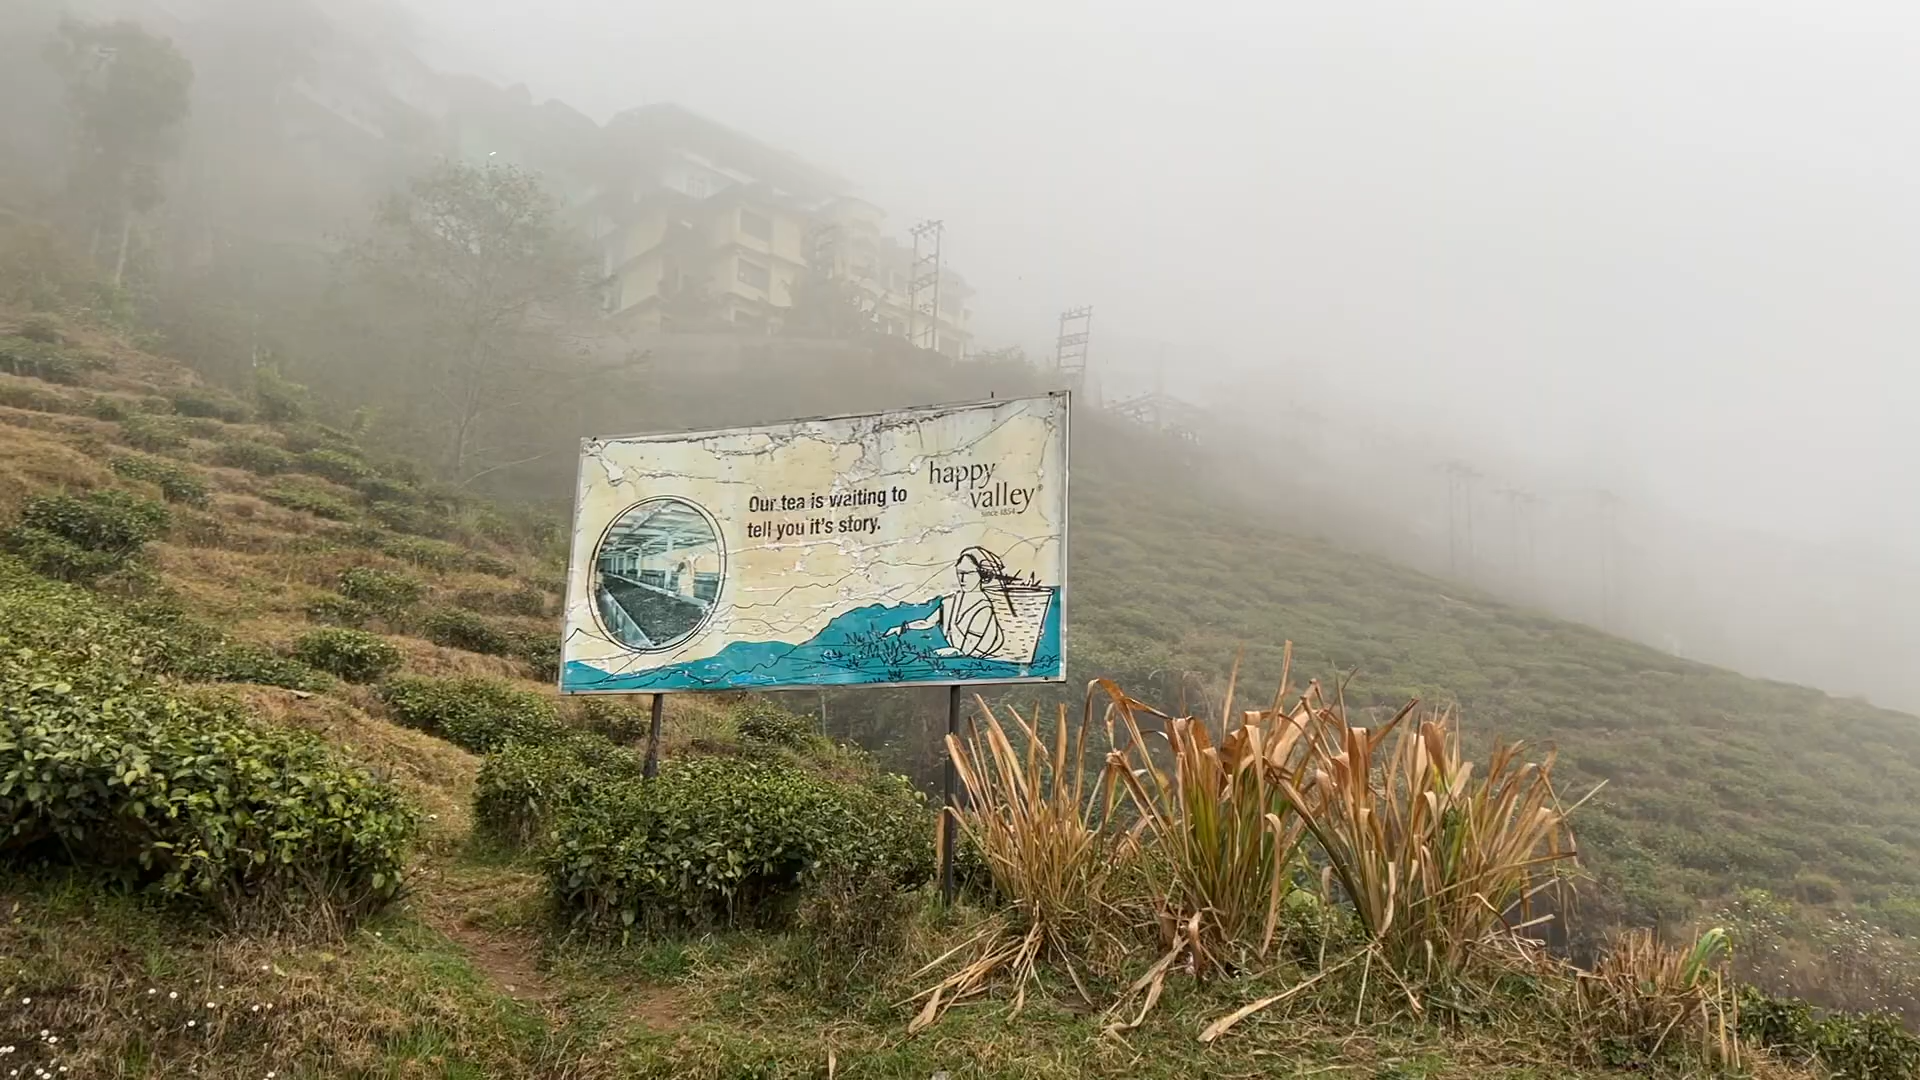 Our tea is waiting to
tell you it's story.
happy
valley®
since 1854